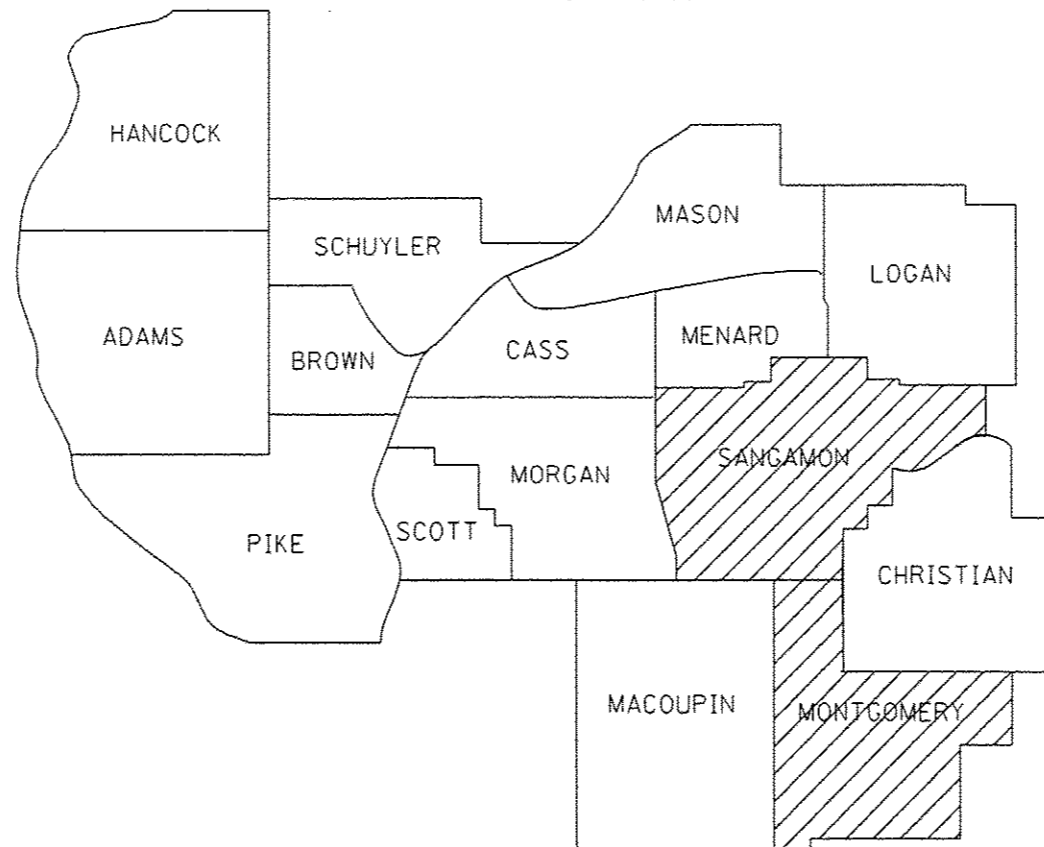 HANCOCK
MASON
SCHUYLER
LOGAN
ADAMS
MENARD
CASS
BROWN
SANGAMON
MORGAN
SCOTT
PIKE
CHRISTIAN
MACOUPIN
MONTGOMERY